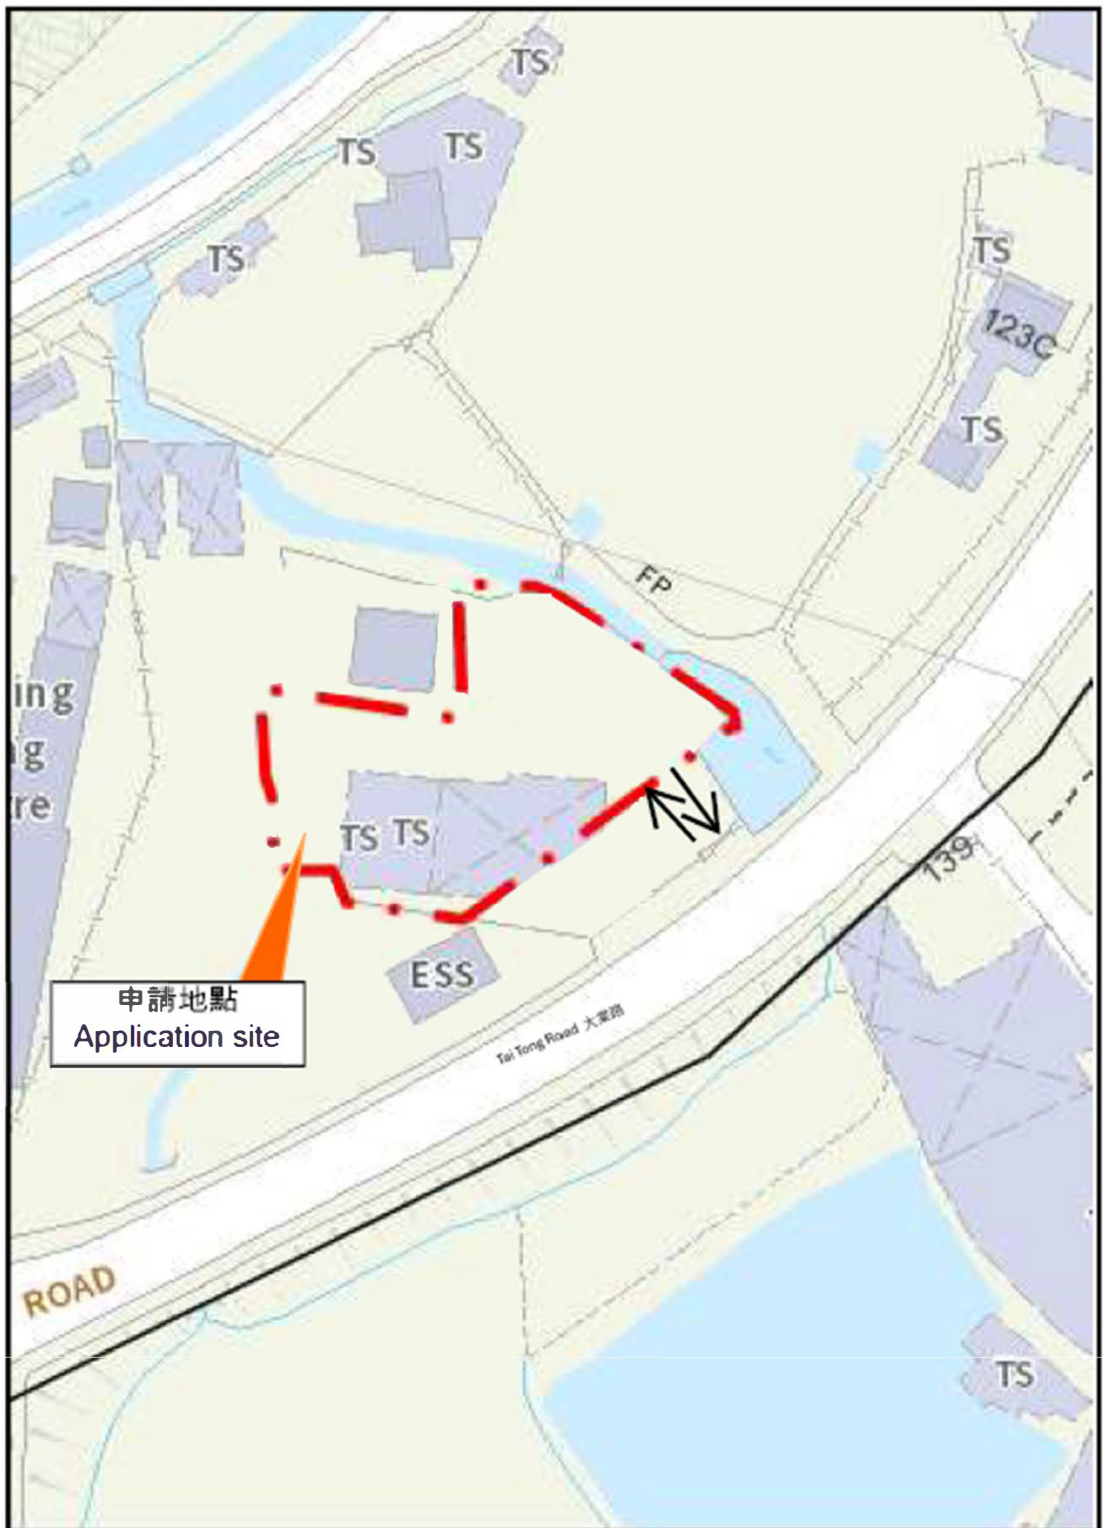 TS
TS
TS
TS
TS
123C
TS
FP
ing
g
re
TS
TS
139
ESS
申請地點
Application site
Tai Tong Road 大棠路
ROAD
TS